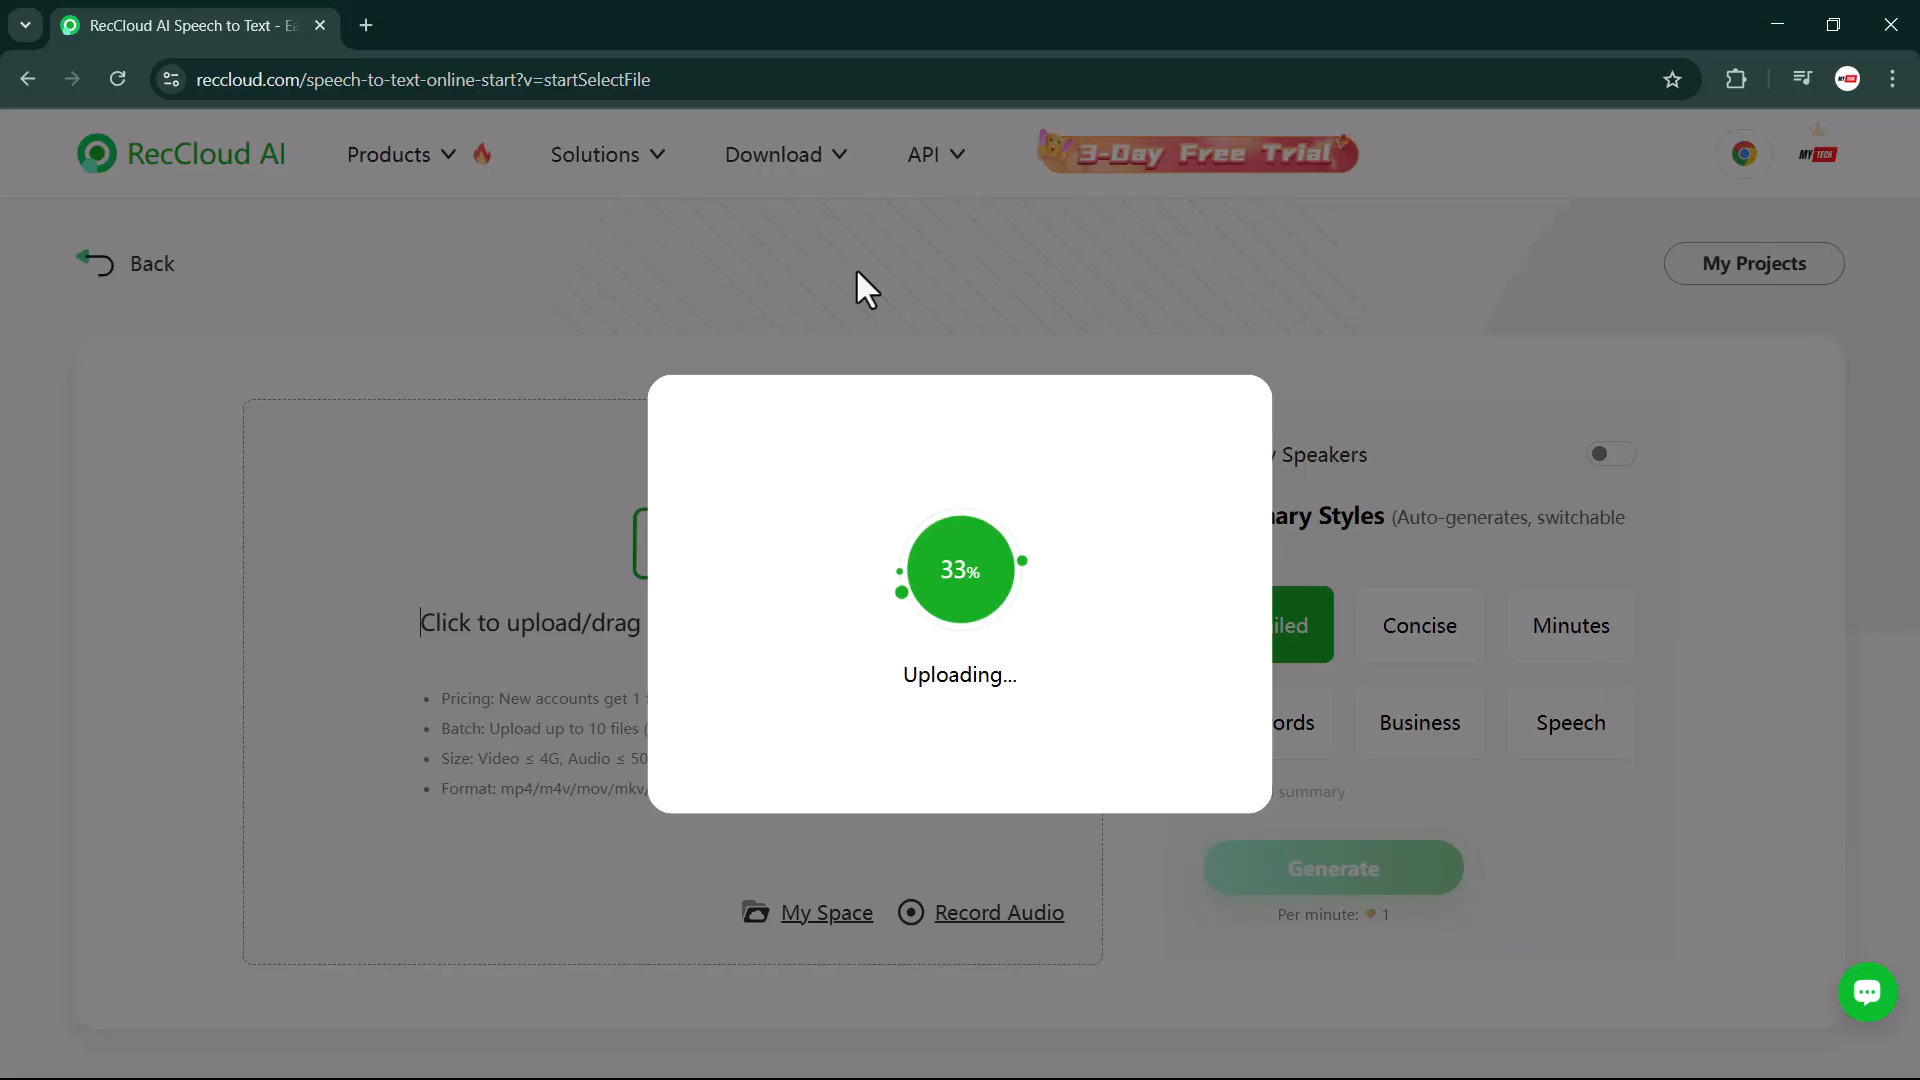 RecCloud AI Speech to Text - Ea
reccloud.com/speech-to-text-online-start?v=startSelectFile
RecCloud AI
Products
Solutions
Download
API
3-Day Free Trial
MY TECH
Back
My Projects
Speakers
Styles (Auto-generates, switchable
33%
Click to upload/drag
Concise
Minutes
Uploading...
Pricing: New accounts get 1
Batch: Upload up to 10 files (
Business
Speech
Size: Video ≤ 4G, Audio ≤ 50
Format: mp4/m4v/mov/mkv/
summary
Generate
Per minute: 1
My Space
Record Audio